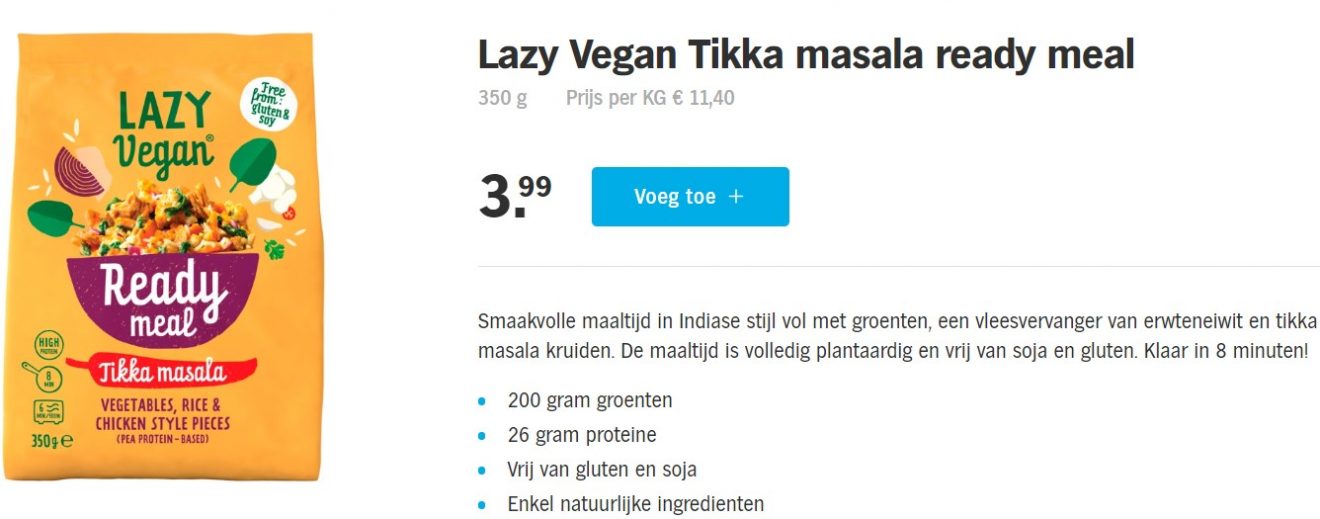 Lazy Vegan Tikka masala ready meal
350 g Prijs per KG € 11,40
3.99
Voeg toe +
Smaakvolle maaltijd in Indiase stijl vol met groenten, een vleesvervanger van erwteneiwit en tikka
masala kruiden. De maaltijd is volledig plantaardig en vrij van soja en gluten. Klaar in 8 minuten!
200 gram groenten
26 gram proteine
Vrij van gluten en soja
Enkel natuurlijke ingredienten
LAZY
Vegan®
Free
from:
gluten &
soy
Ready
meal
HIGH
PROTEIN
8
MIN
Tikka masala
VEGETABLES, RICE &
CHICKEN STYLE PIECES
(PEA PROTEIN-BASED)
6
350g e